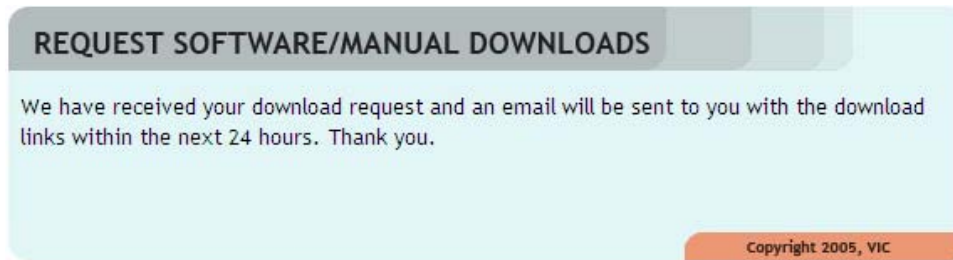 REQUEST SOFTWARE/MANUAL DOWNLOADS
We have received your download request and an email will be sent to you with the download
links within the next 24 hours. Thank you.
Copyright 2005, VIC